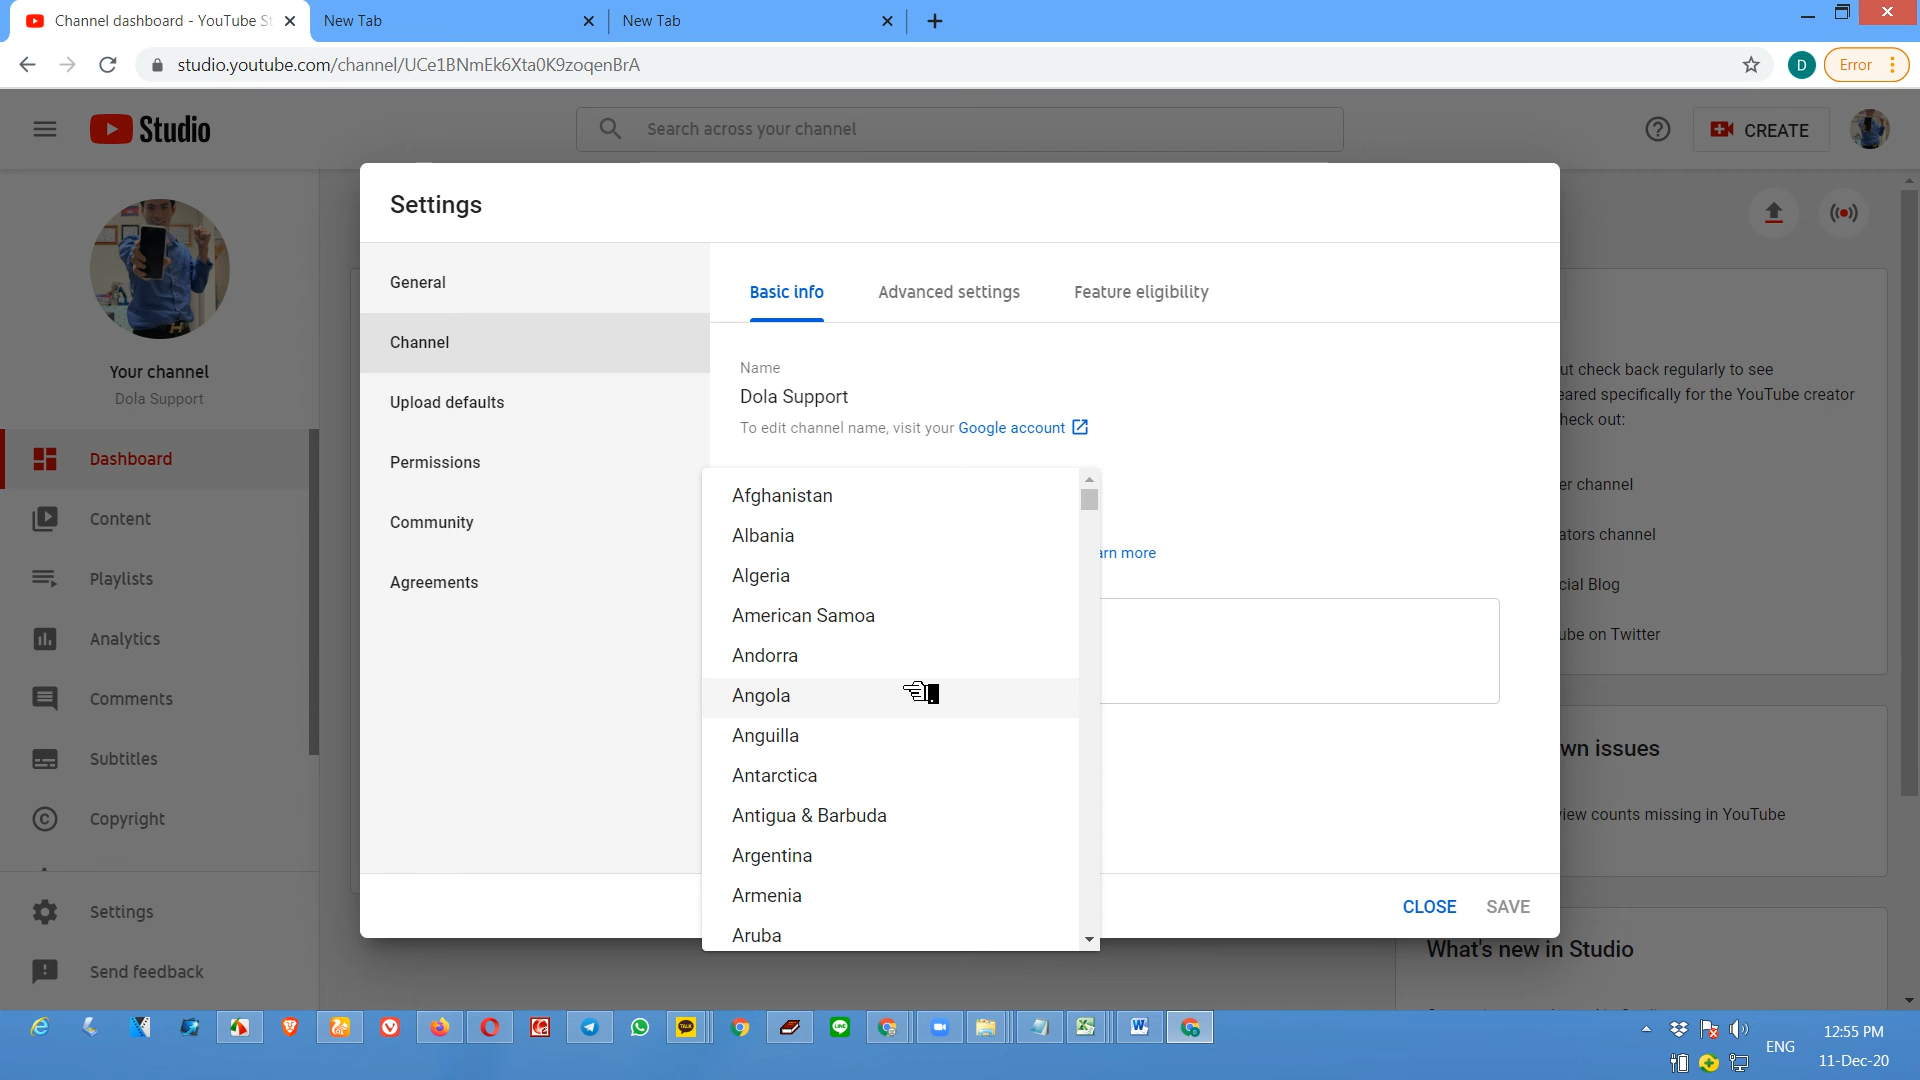 Channel dashboard - YouTube St
New Tab
New Tab
studio.youtube.com/channel/UCe1BNmEk6Xta0K9zoqenBrA
D
Error
Studio
Search across your channel
CREATE
Your channel
Dola Support
Dashboard
Content
Playlists
Analytics
Comments
Subtitles
Copyright
Settings
Send feedback
Settings
General
Channel
Upload defaults
Permissions
Community
Agreements
Basic info
Advanced settings
Feature eligibility
Name
Dola Support
To edit channel name, visit your Google account
Afghanistan
Albania
Algeria
American Samoa
Andorra
Angola
Anguilla
Antarctica
Antigua & Barbuda
Argentina
Armenia
Aruba
arn more
CLOSE
SAVE
ut check back regularly to see
eared specifically for the YouTube creator
heck out:
er channel
ators channel
cial Blog
ube on Twitter
wn issues
iew counts missing in YouTube
What's new in Studio
ENG
12:55 PM
11-Dec-20